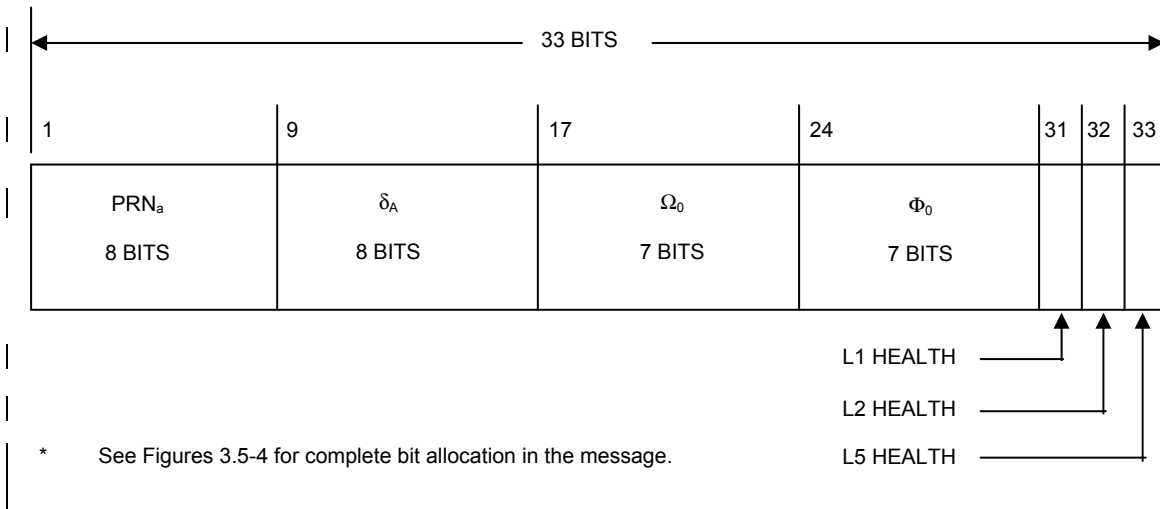 33 BITS
1 9 17 24 31 32 33
PRNₐ δA Ω₀ Φ₀
8 BITS 8 BITS 7 BITS 7 BITS
L1 HEALTH
L2 HEALTH
* See Figures 3.5-4 for complete bit allocation in the message. L5 HEALTH